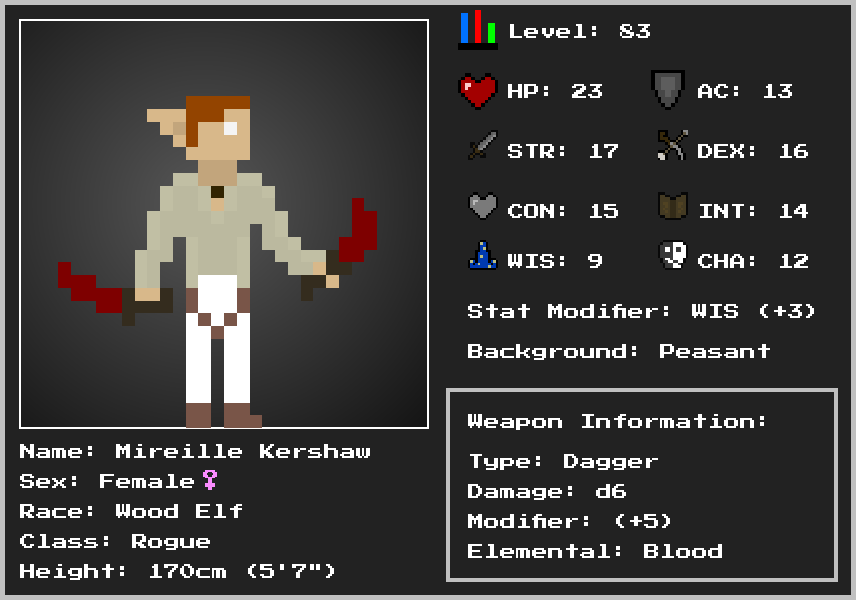 Level: 83
HP: 23
AC: 13
STR: 17
DEX: 16
CON: 15
INT: 14
WIS: 9
CHA: 12
Stat Modifier: WIS (+3)
Background: Peasant
Name: Mireille Kershaw
Sex: Female♀
Race: Wood Elf
Class: Rogue
Height: 170cm (5'7")
Weapon Information:
Type: Dagger
Damage: d6
Modifier: (+5)
Elemental: Blood